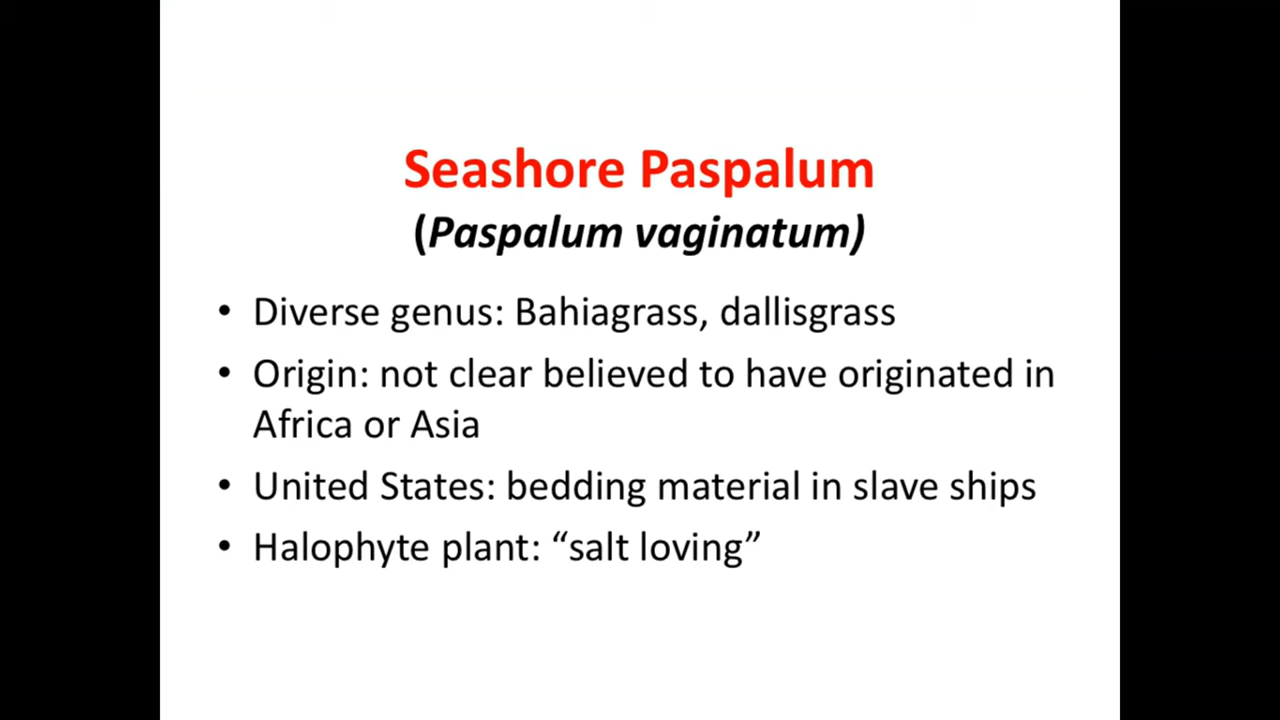 Seashore Paspalum
(Paspalum vaginatum)
• Diverse genus: Bahiagrass, dallisgrass
• Origin: not clear believed to have originated in
Africa or Asia
• United States: bedding material in slave ships
• Halophyte plant: “salt loving”